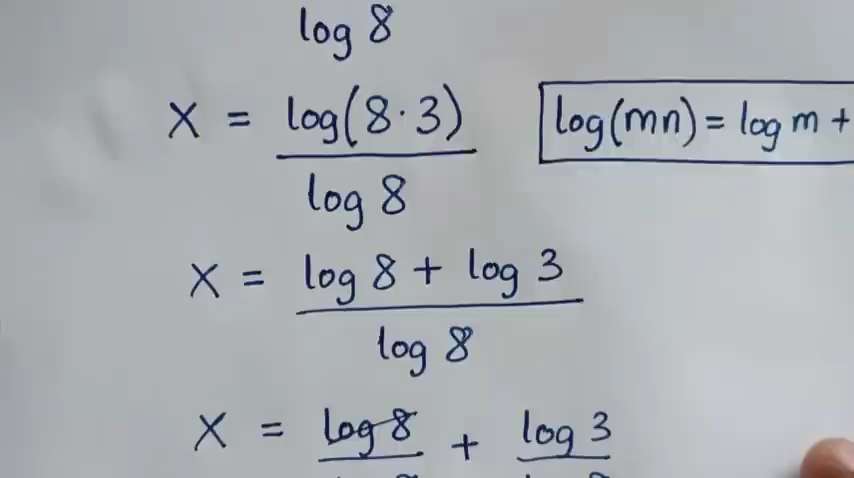 log 8
x = log(8·3)
log(mn) = log m +
log 8
x = log 8 + log 3
log 8
x = log 8 + log 3